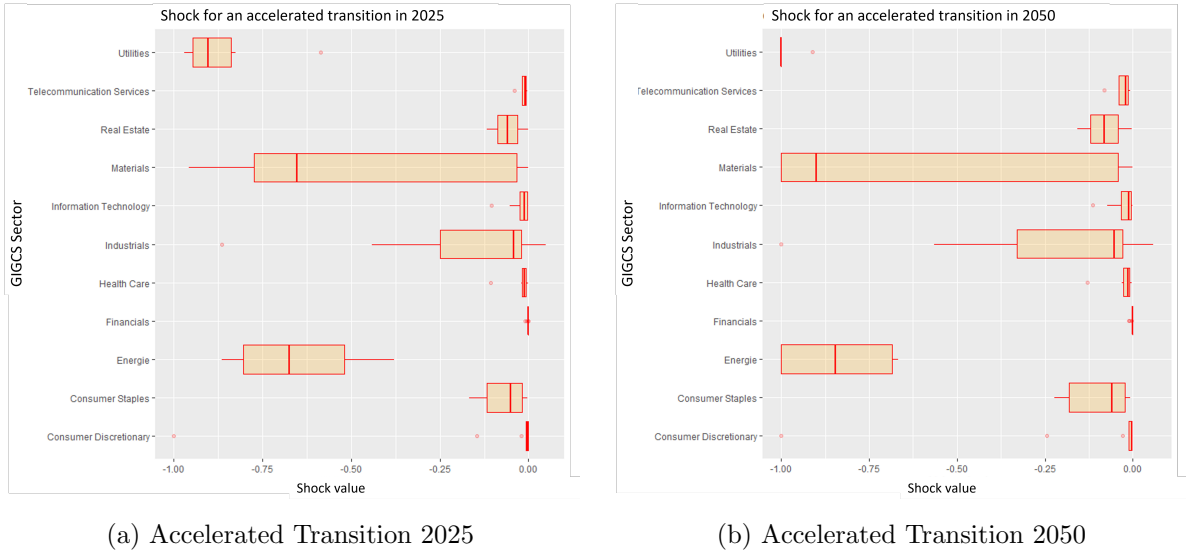 Shock for an accelerated transition in 2025
GIGCS Sector
Utilities
Telecommunication Services
Real Estate
Materials
Information Technology
Industrials
Health Care
Financials
Energie
Consumer Staples
Consumer Discretionary
-1.00 -0.75 -0.50 -0.25 0.00
Shock value
(a) Accelerated Transition 2025
Shock for an accelerated transition in 2050
GIGCS Sector
Utilities
Telecommunication Services
Real Estate
Materials
Information Technology
Industrials
Health Care
Financials
Energie
Consumer Staples
Consumer Discretionary
-1.00 -0.75 -0.50 -0.25 0.00
Shock value
(b) Accelerated Transition 2050